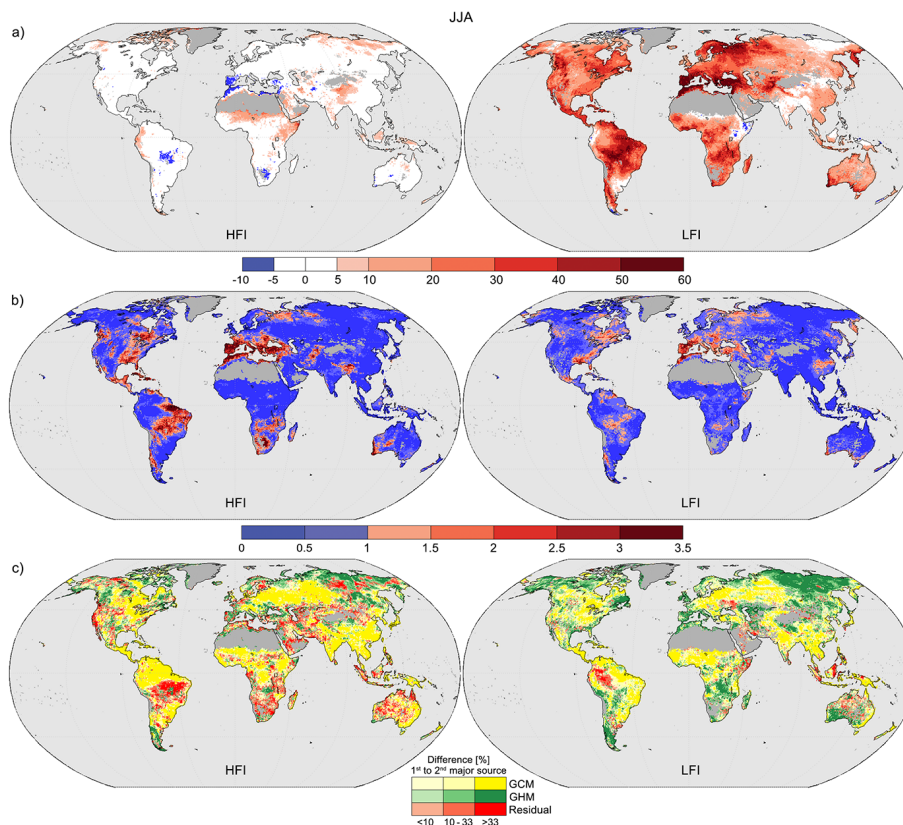 JJA
a)
HFI
LFI
-10 -5 0 5 10 20 30 40 50 60
b)
HFI
LFI
0 0.5 1 1.5 2 2.5 3 3.5
c)
HFI
LFI
Difference [%]
1st to 2nd major source
GCM
GHM
Residual
<10 10 - 33 >33